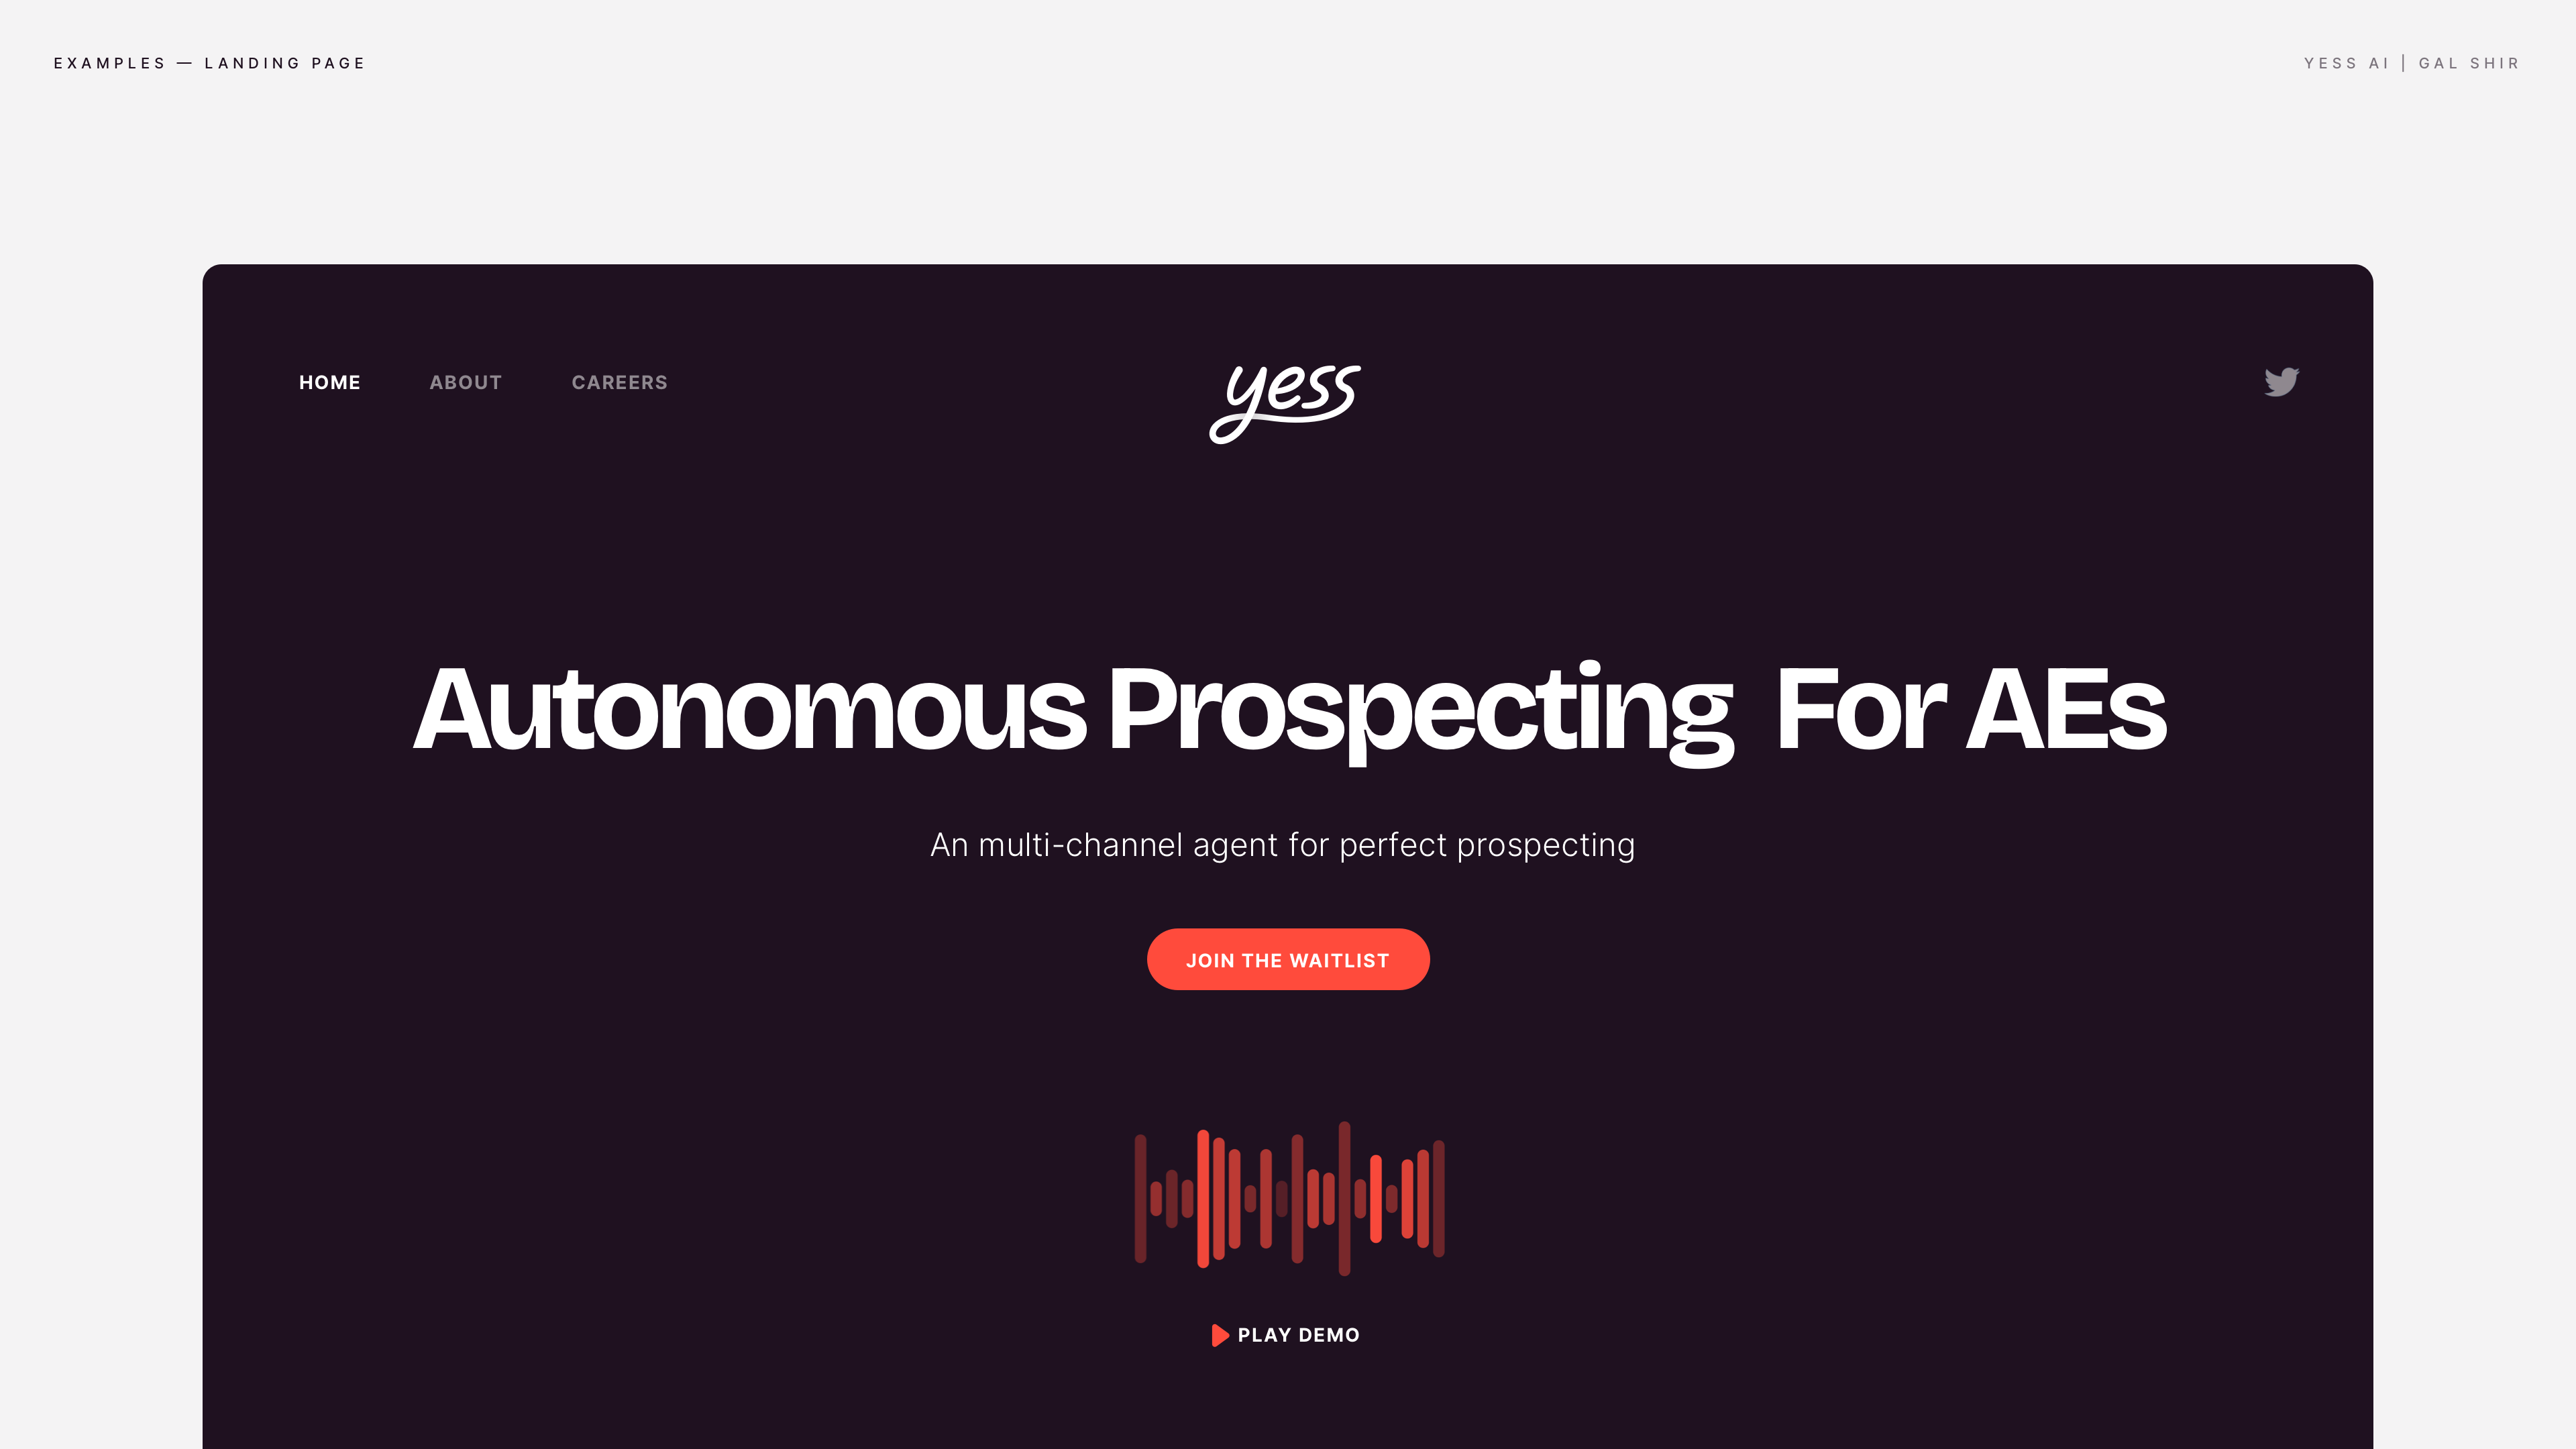 EXAMPLES — LANDING PAGE
YESS AI | GAL SHIR
HOME ABOUT CAREERS
yess
Autonomous Prospecting  For AEs
An multi-channel agent for perfect prospecting
JOIN THE WAITLIST
PLAY DEMO